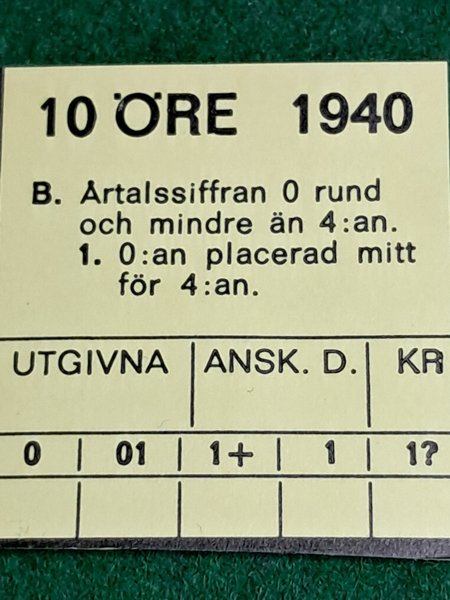 10 ÖRE 1940
B. Årtalssiffran 0 rund
och mindre än 4:an.
1. 0:an placerad mitt
för 4:an.
UTGIVNA | ANSK. D. | KR
0 | 01 | 1+ | 1 | 1?